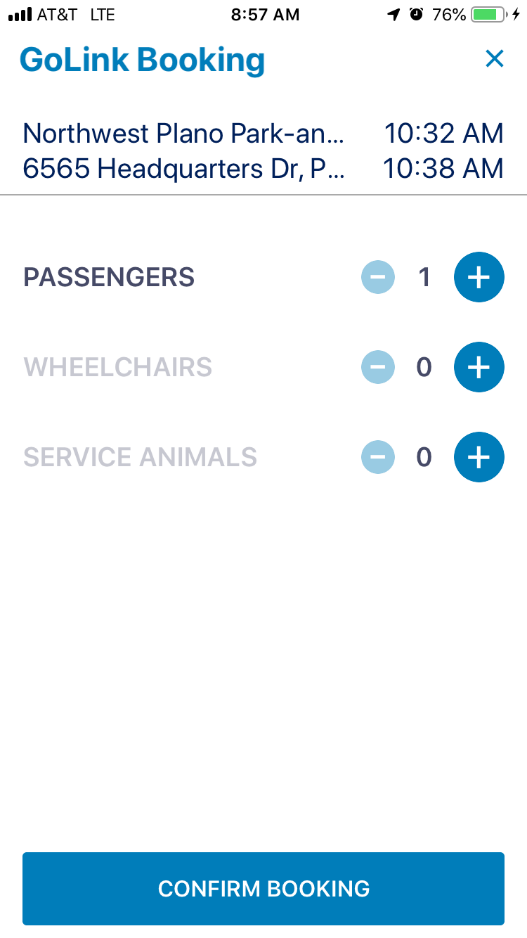 AT&T LTE 8:57 AM 76%
GoLink Booking
Northwest Plano Park-an... 10:32 AM
6565 Headquarters Dr, P... 10:38 AM
PASSENGERS 1
WHEELCHAIRS 0
SERVICE ANIMALS 0
CONFIRM BOOKING